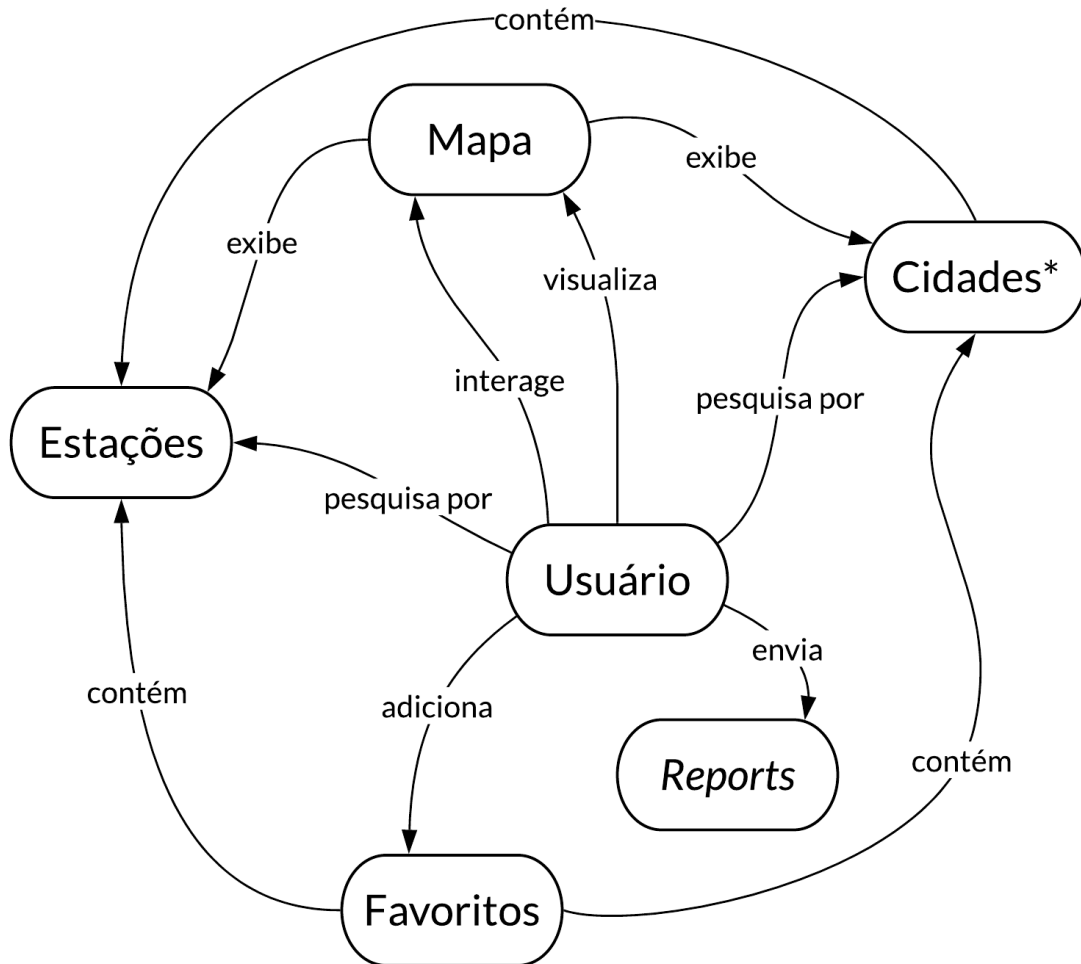 contém
Mapa
exibe
exibe
visualiza
Cidades*
interage
pesquisa por
Estações
pesquisa por
Usuário
envia
contém
adiciona
Reports
contém
Favoritos